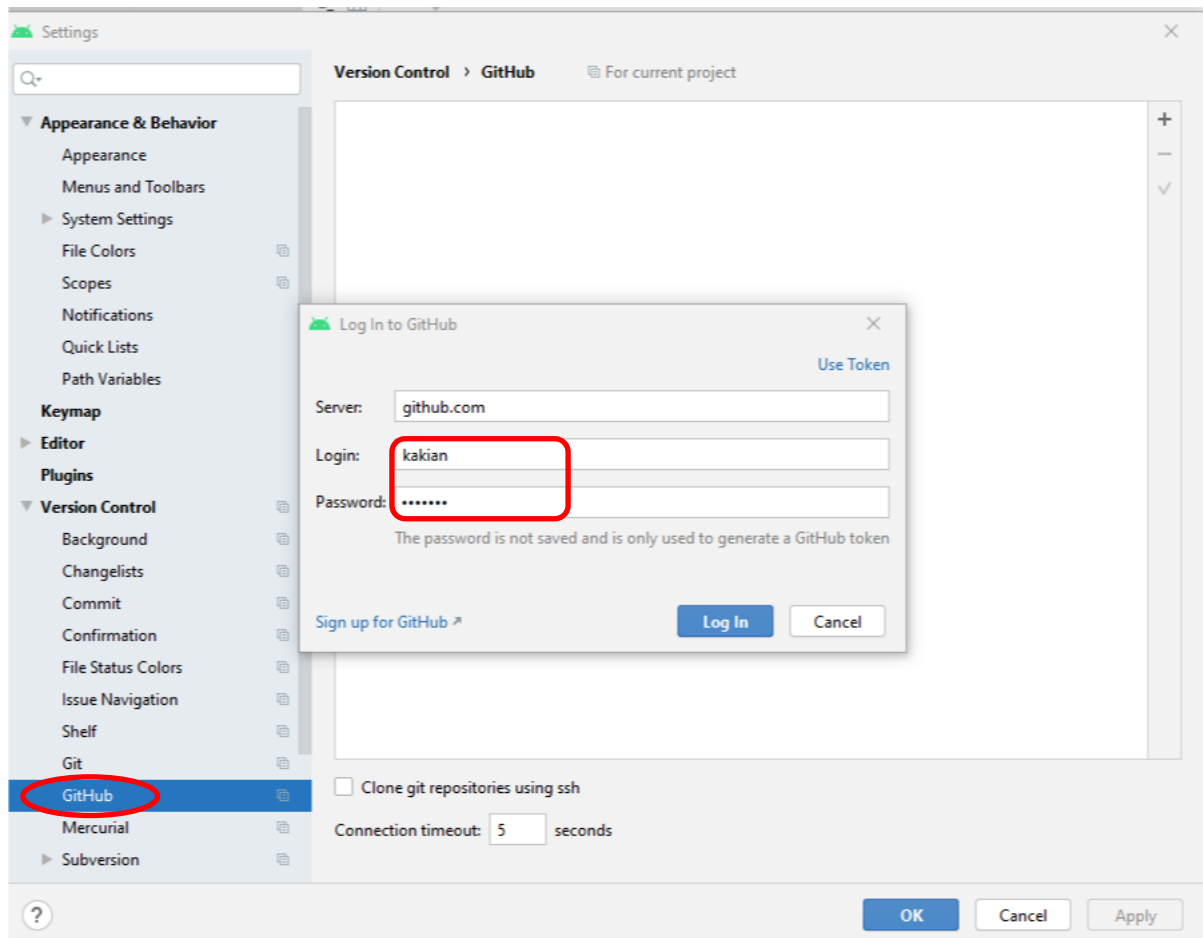 Settings
Version Control › GitHub For current project
Appearance & Behavior
Appearance
Menus and Toolbars
System Settings
File Colors
Scopes
Notifications
Quick Lists
Path Variables
Keymap
Editor
Plugins
Version Control
Background
Changelists
Commit
Confirmation
File Status Colors
Issue Navigation
Shelf
Git
GitHub
Mercurial
Subversion
Log In to GitHub
Use Token
Server: github.com
Login: kakian
Password: •••••••
The password is not saved and is only used to generate a GitHub token
Sign up for GitHub ↗ Log In Cancel
Clone git repositories using ssh
Connection timeout: 5 seconds
? OK Cancel Apply